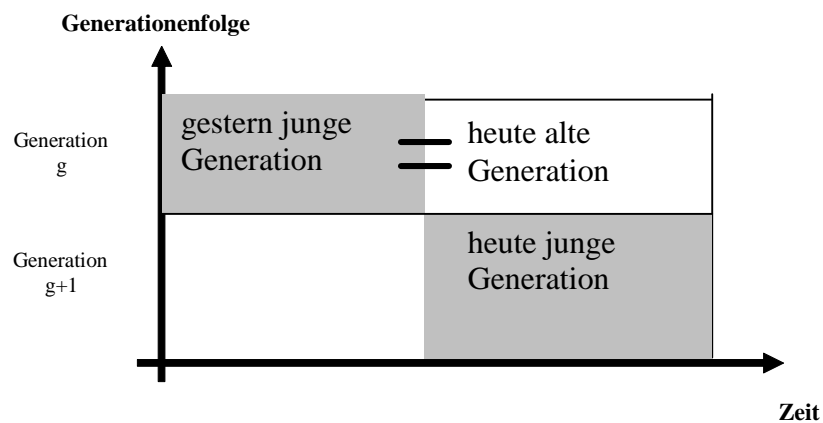 Generationenfolge
Generation
g
gestern junge
Generation
=
heute alte
Generation
Generation
g+1
heute junge
Generation
Zeit